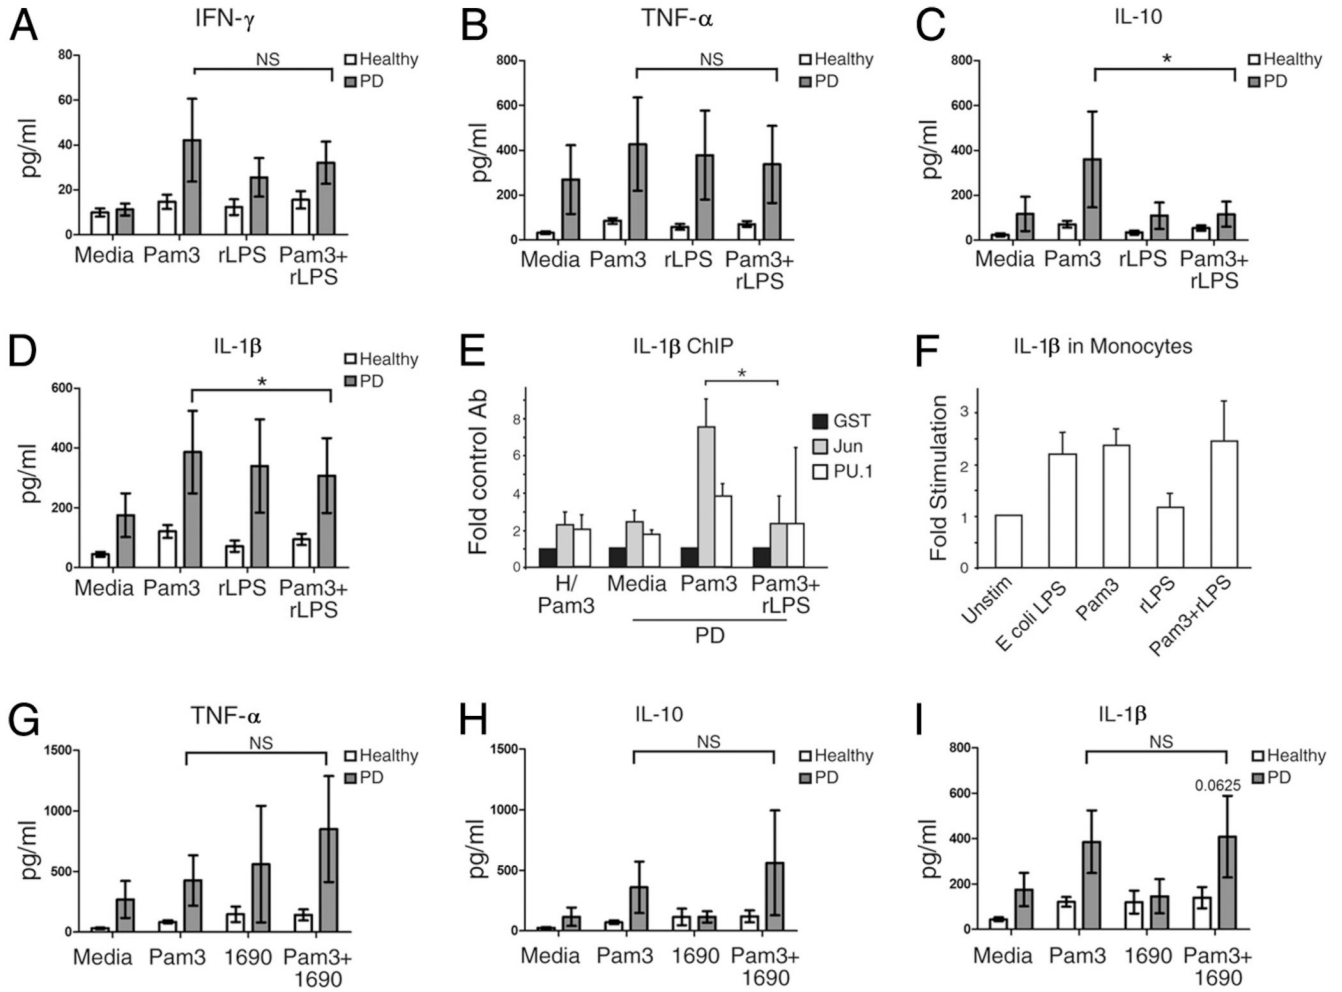 A
IFN-γ
80
60
40
20
0
pg/ml
NS
Healthy
PD
Media Pam3 rLPS Pam3+
rLPS
B
TNF-α
800
600
400
200
0
pg/ml
NS
Healthy
PD
Media Pam3 rLPS Pam3+
rLPS
C
IL-10
800
600
400
200
0
pg/ml
*
Healthy
PD
Media Pam3 rLPS Pam3+
rLPS
D
IL-1β
600
400
200
0
pg/ml
*
Healthy
PD
Media Pam3 rLPS Pam3+
rLPS
E
IL-1β ChIP
8
6
4
2
0
Fold control Ab
*
GST
Jun
PU.1
H/ Media Pam3 Pam3+
Pam3 rLPS
PD
F
IL-1β in Monocytes
3
2
1
0
Fold Stimulation
Unstim
E coli LPS
Pam3
rLPS
Pam3+rLPS
G
TNF-α
1500
1000
500
0
pg/ml
NS
Healthy
PD
Media Pam3 1690 Pam3+
1690
H
IL-10
1500
1000
500
0
pg/ml
NS
Healthy
PD
Media Pam3 1690 Pam3+
1690
I
IL-1β
800
600
400
200
0
pg/ml
NS
0.0625
Healthy
PD
Media Pam3 1690 Pam3+
1690